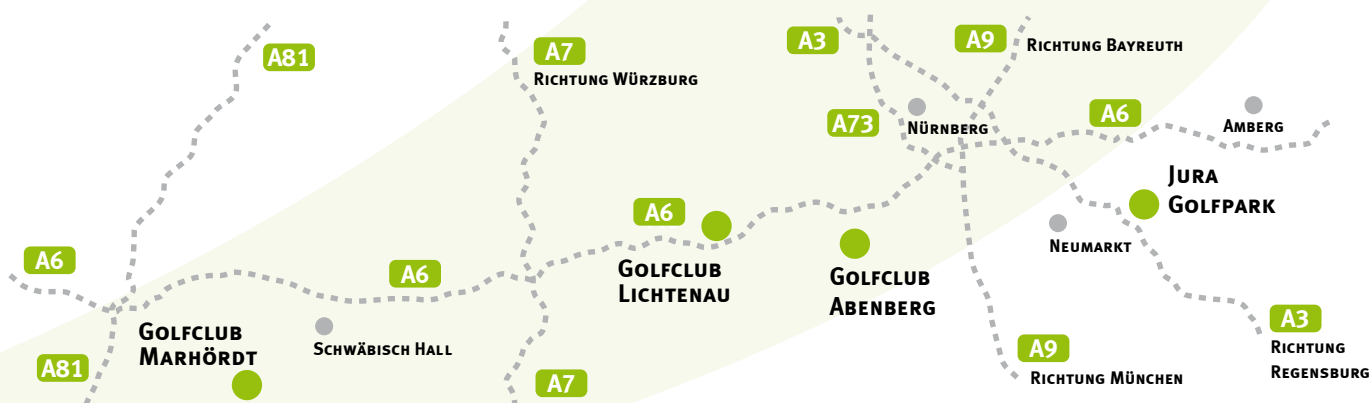 A81
A7
RICHTUNG WÜRZBURG
A3
A9
RICHTUNG BAYREUTH
A73
NÜRNBERG
A6
AMBERG
JURA
GOLFPARK
NEUMARKT
A6
A6
A6
GOLFCLUB
LICHTENAU
GOLFCLUB
ABENBERG
GOLFCLUB
MARHÖRDT
SCHWÄBISCH HALL
A81
A7
A9
RICHTUNG MÜNCHEN
A3
RICHTUNG
REGENSBURG